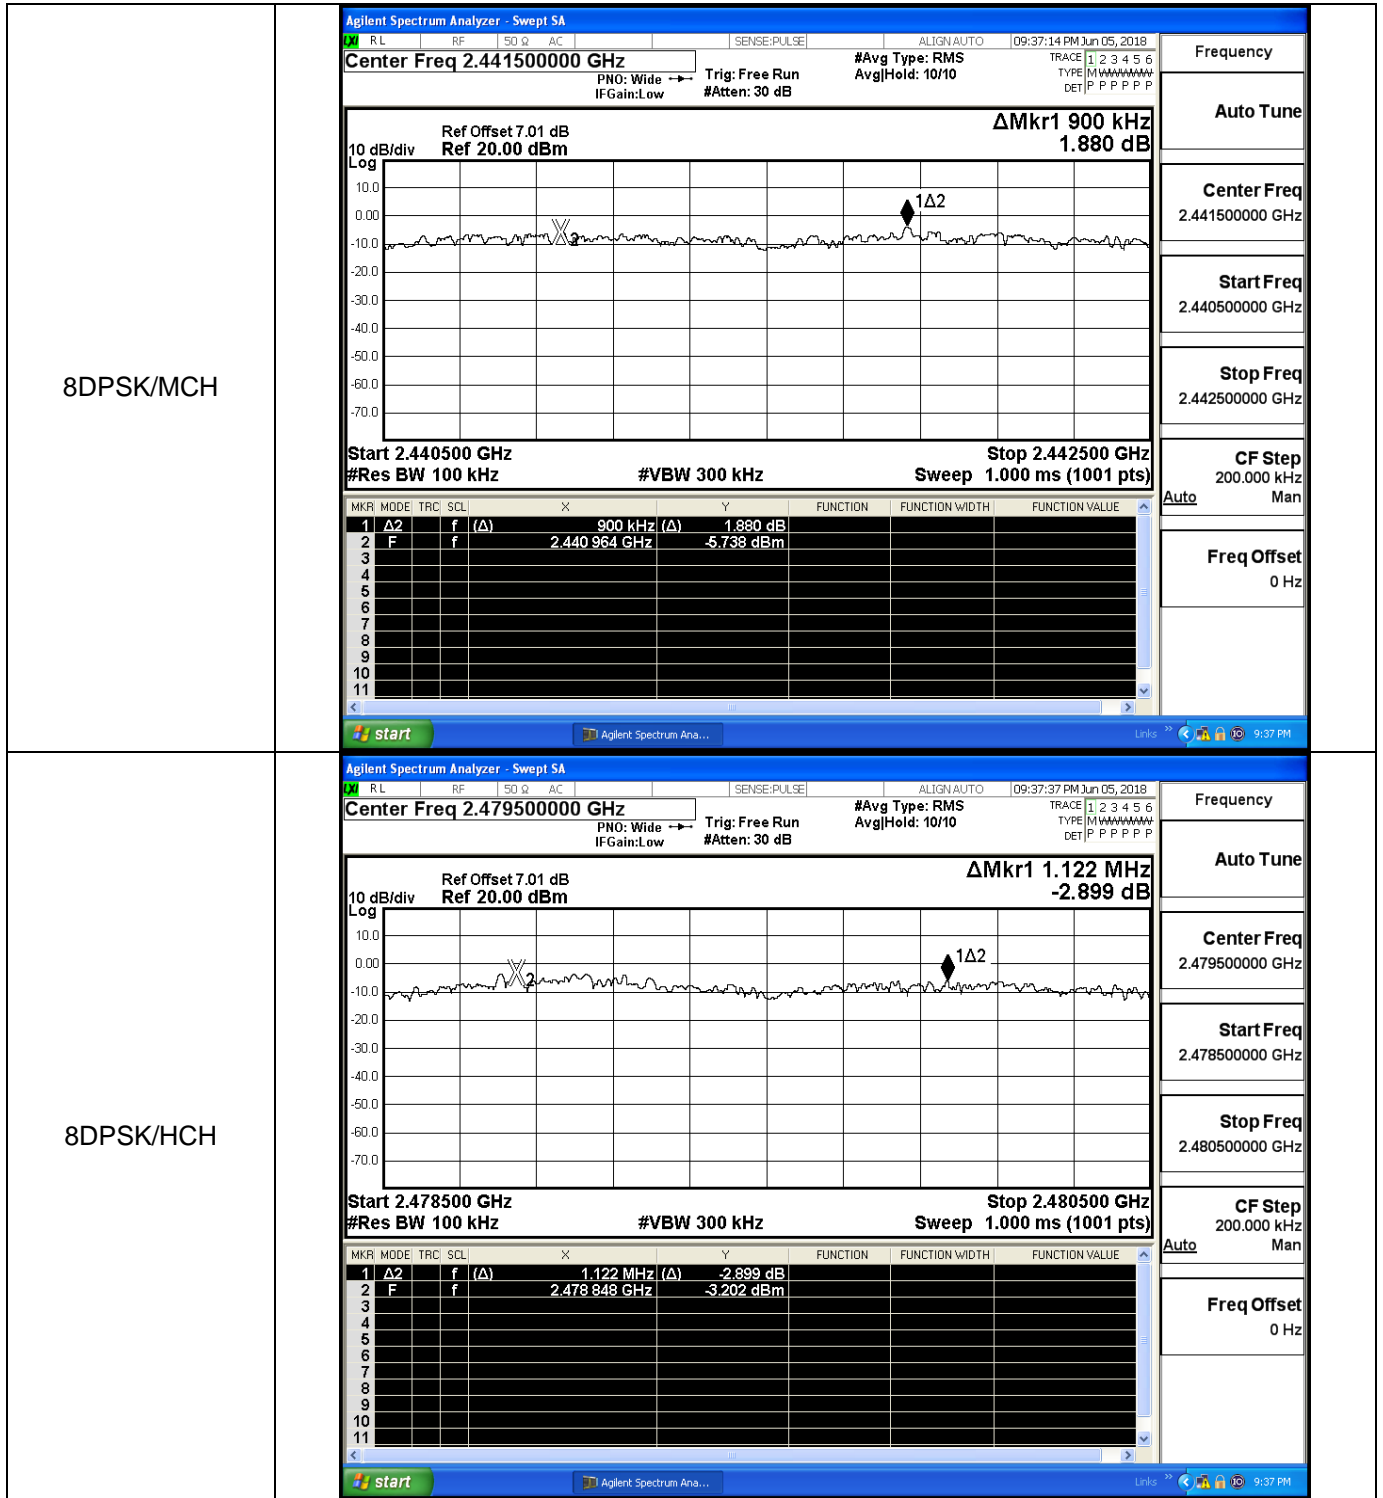 8DPSK/MCH
Agilent Spectrum Analyzer - Swept SA
LXI RL RF 50 Ω AC SENSE:PULSE ALIGN AUTO 09:37:14 PM Jun 05, 2018
Center Freq 2.441500000 GHz #Avg Type: RMS TRACE 1 2 3 4 5 6
PNO: Wide Trig: Free Run Avg|Hold: 10/10 TYPE M WWWWW
IFGain:Low #Atten: 30 dB DET P P P P P P
ΔMkr1 900 kHz
Ref Offset 7.01 dB
10 dB/div Ref 20.00 dBm 1.880 dB
Log
10.0
1Δ2
0.00
2
-10.0
-20.0
-30.0
-40.0
-50.0
-60.0
-70.0
Start 2.440500 GHz Stop 2.442500 GHz
#Res BW 100 kHz #VBW 300 kHz Sweep 1.000 ms (1001 pts)
MKR MODE TRC SCL X Y FUNCTION FUNCTION WIDTH FUNCTION VALUE
1 Δ2 f (Δ) 900 kHz (Δ) 1.880 dB
2 F f 2.440 964 GHz -5.738 dBm
3
4
5
6
7
8
9
10
11
Frequency
Auto Tune
Center Freq
2.441500000 GHz
Start Freq
2.440500000 GHz
Stop Freq
2.442500000 GHz
CF Step
200.000 kHz
Auto Man
Freq Offset
0 Hz
start Agilent Spectrum Ana... Links » 9:37 PM
8DPSK/HCH
Agilent Spectrum Analyzer - Swept SA
LXI RL RF 50 Ω AC SENSE:PULSE ALIGN AUTO 09:37:37 PM Jun 05, 2018
Center Freq 2.479500000 GHz #Avg Type: RMS TRACE 1 2 3 4 5 6
PNO: Wide Trig: Free Run Avg|Hold: 10/10 TYPE M WWWWW
IFGain:Low #Atten: 30 dB DET P P P P P P
ΔMkr1 1.122 MHz
Ref Offset 7.01 dB
10 dB/div Ref 20.00 dBm -2.899 dB
Log
10.0
1Δ2
0.00
2
-10.0
-20.0
-30.0
-40.0
-50.0
-60.0
-70.0
Start 2.478500 GHz Stop 2.480500 GHz
#Res BW 100 kHz #VBW 300 kHz Sweep 1.000 ms (1001 pts)
MKR MODE TRC SCL X Y FUNCTION FUNCTION WIDTH FUNCTION VALUE
1 Δ2 f (Δ) 1.122 MHz (Δ) -2.899 dB
2 F f 2.478 848 GHz -3.202 dBm
3
4
5
6
7
8
9
10
11
Frequency
Auto Tune
Center Freq
2.479500000 GHz
Start Freq
2.478500000 GHz
Stop Freq
2.480500000 GHz
CF Step
200.000 kHz
Auto Man
Freq Offset
0 Hz
start Agilent Spectrum Ana... Links » 9:37 PM